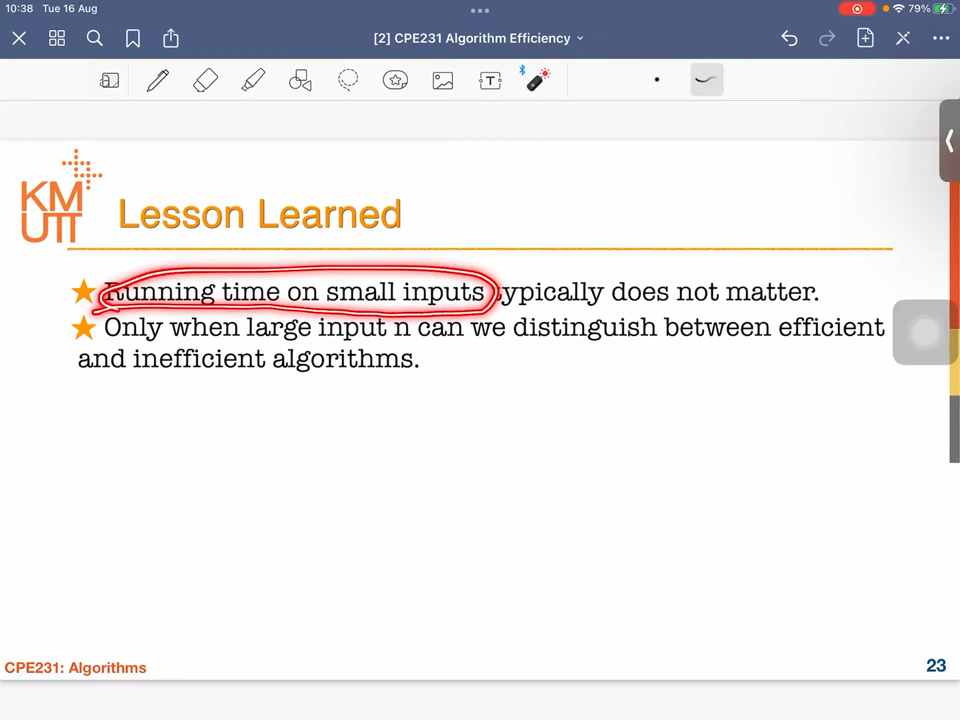 10:38 Tue 16 Aug
79%
[2] CPE231 Algorithm Efficiency
T
KM
UTT
Lesson Learned
Running time on small inputs typically does not matter.
Only when large input n can we distinguish between efficient
and inefficient algorithms.
CPE231: Algorithms
23